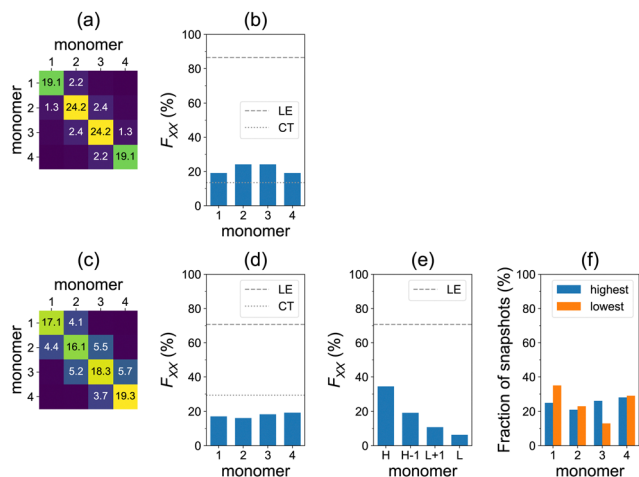 (a)
monomer
1 2 3 4
monomer
1 19.1 2.2
2 1.3 24.2 2.4
3 2.4 24.2 1.3
4 2.2 19.1
(b)
F_XX (%)
100
80
60
40
20
0
LE
CT
1 2 3 4
monomer
(c)
monomer
1 2 3 4
monomer
1 17.1 4.1
2 4.4 16.1 5.5
3 5.2 18.3 5.7
4 3.7 19.3
(d)
F_XX (%)
100
80
60
40
20
0
LE
CT
1 2 3 4
monomer
(e)
F_XX (%)
100
80
60
40
20
0
LE
H H-1 L+1 L
monomer
(f)
Fraction of snapshots (%)
100
80
60
40
20
0
highest
lowest
1 2 3 4
monomer